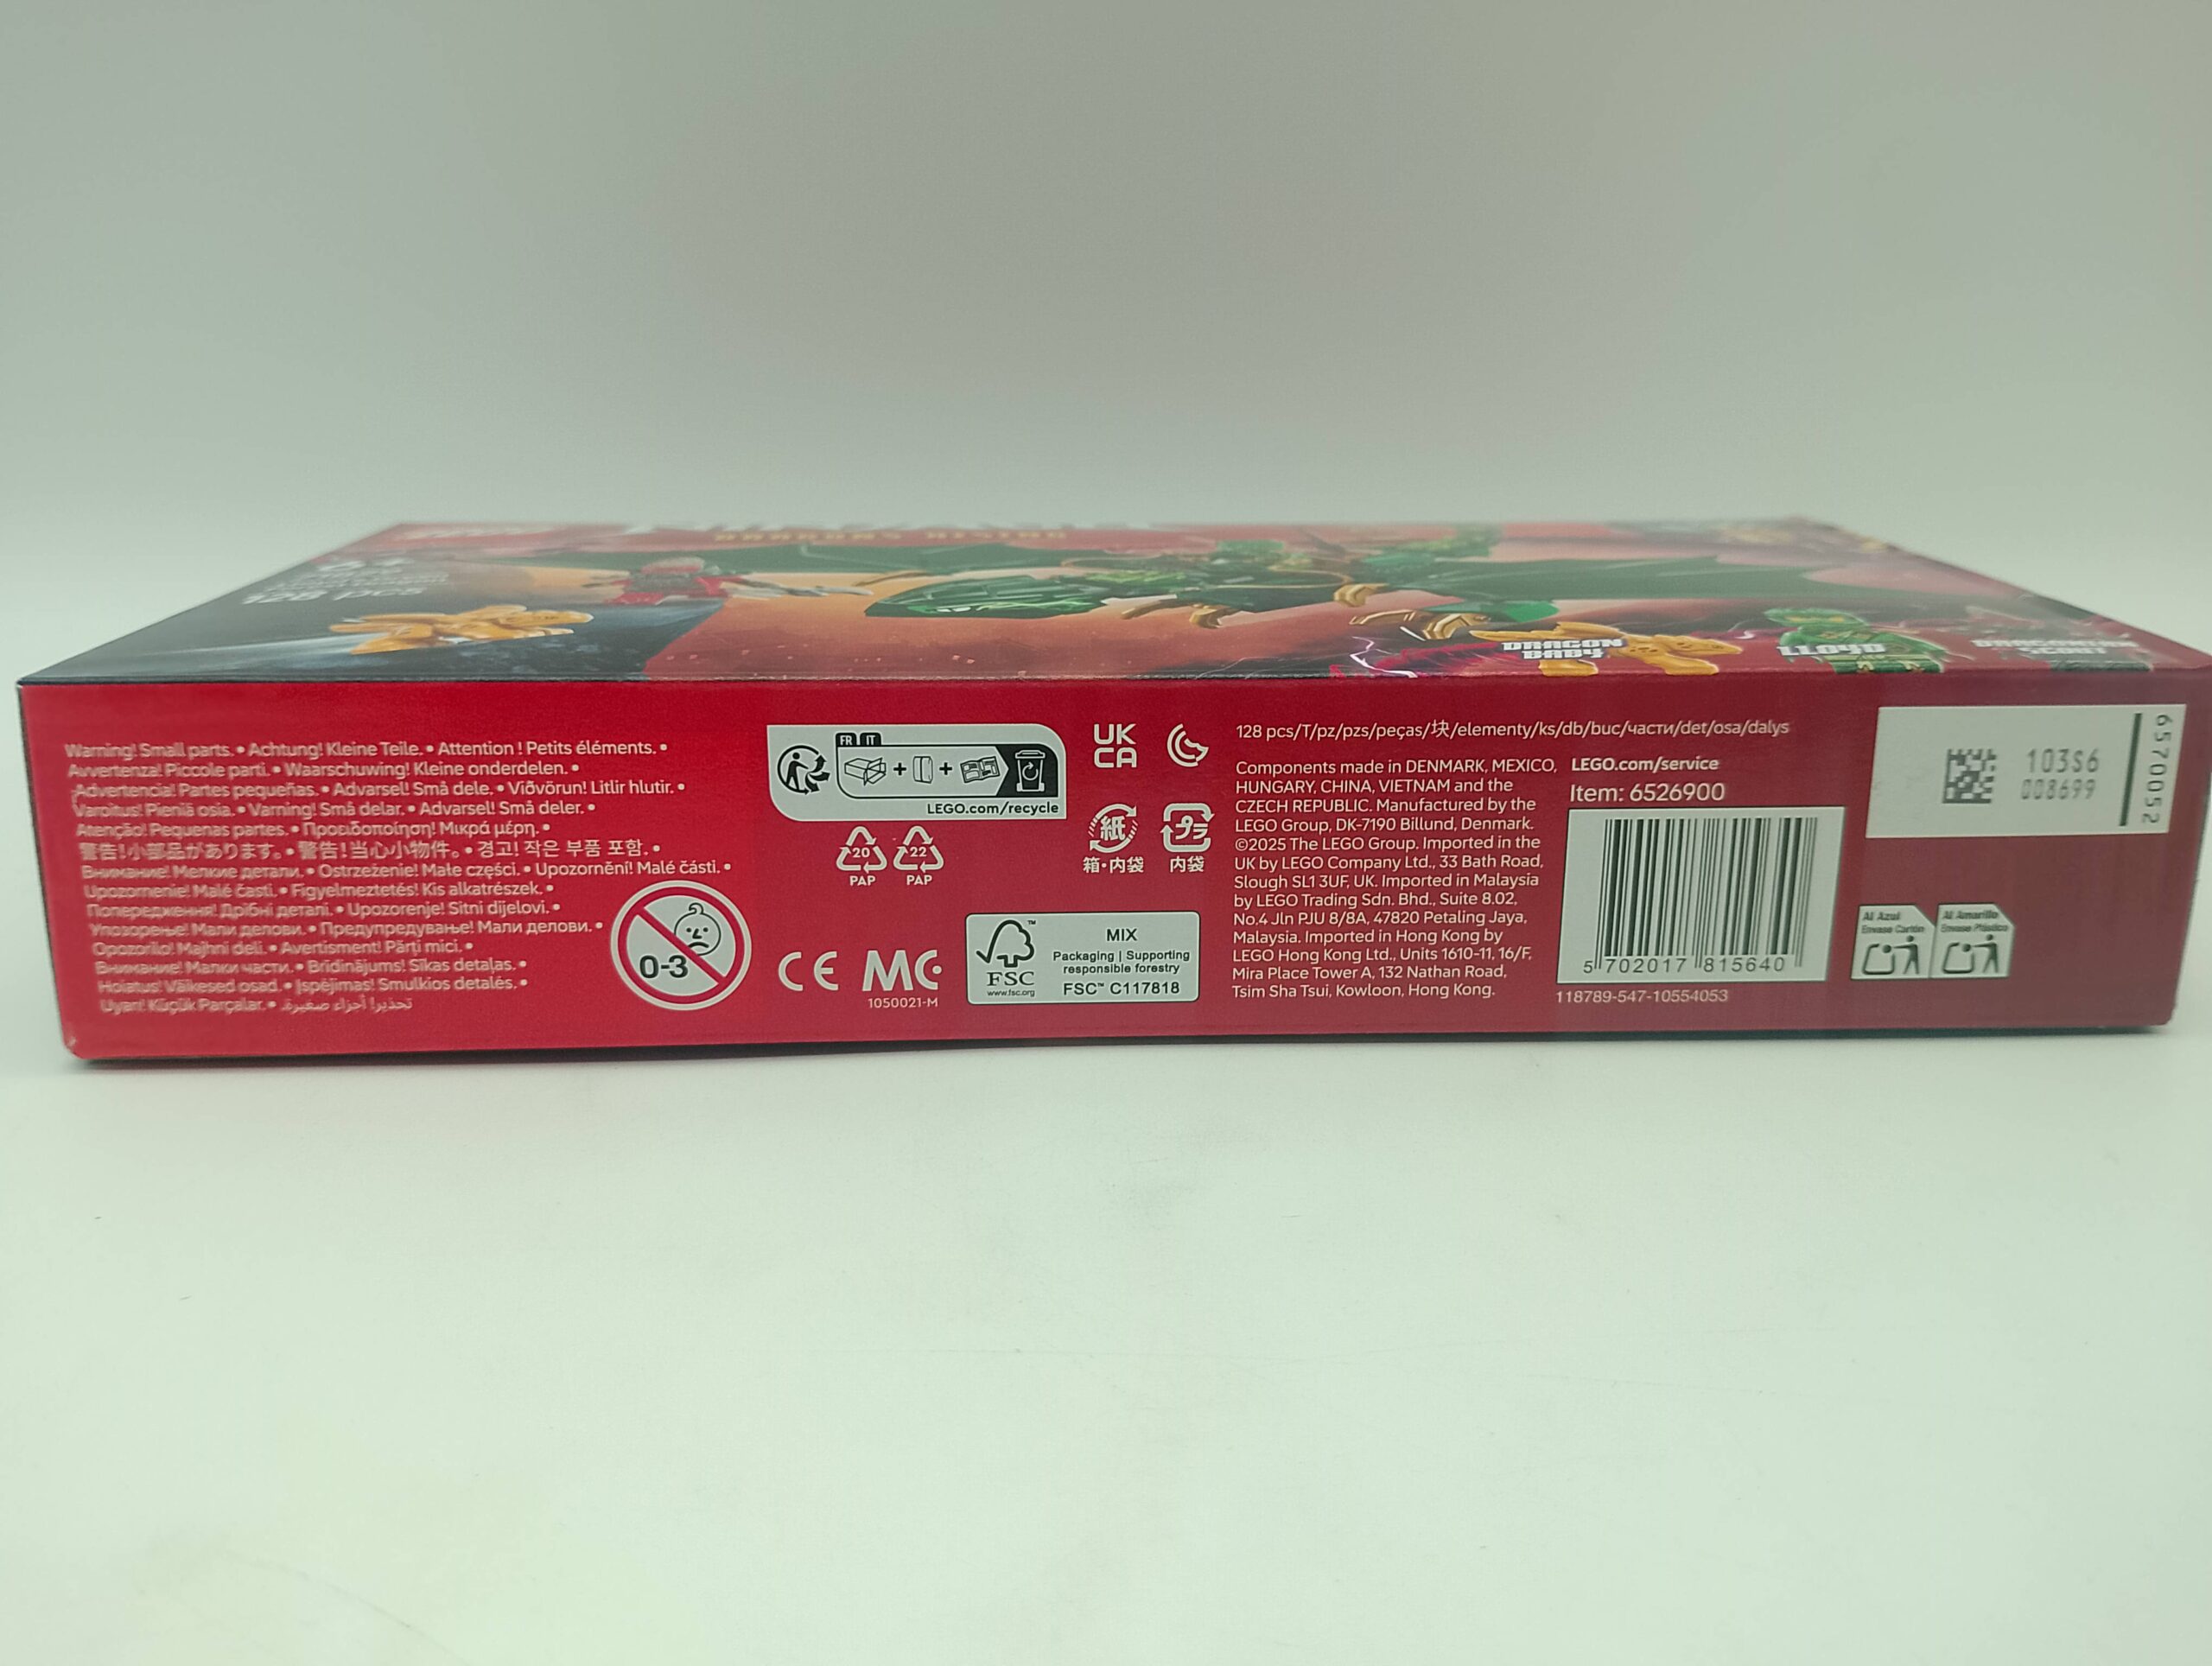 DRAGONS RISING
128 pcs
DRAGON
BABY
LLOYD
Warning! Small parts. • Achtung! Kleine Teile. • Attention ! Petits éléments. •
Avvertenza! Piccole parti. • Waarschuwing! Kleine onderdelen. •
Advertencia! Partes pequeñas. • Advarsel! Små dele. • Viðvörun! Litlir hlutir. •
Varoitus! Pieniä osia. • Varning! Små delar. • Advarsel! Små deler. •
Atenção! Pequenas partes. • Προειδοποίηση! Μικρά μέρη. •
警告!小部品があります。• 警告!当心小物件。• 경고! 작은 부품 포함. •
Внимание! Мелкие детали. • Ostrzeżenie! Małe części. • Upozornění! Malé části. •
Upozornenie! Malé časti. • Figyelmeztetés! Kis alkatrészek. •
Попередження! Дрібні деталі. • Upozorenje! Sitni dijelovi. •
Упозорење! Мали делови. • Предупредување! Мали делови. •
Opozorilo! Majhni deli. • Avertisment! Părți mici. •
Внимание! Малки части. • Brīdinājums! Sīkas detaļas. •
Hoiatus! Väikesed osad. • Įspėjimas! Smulkios detalės. •
Uyarı! Küçük Parçalar. • تحذير! أجزاء صغيرة.
0-3
FR IT
LEGO.com/recycle
20 22
PAP PAP
CE
1050021-M
UK
CA
紙 プラ
箱・内袋 内袋
FSC™
www.fsc.org
MIX
Packaging | Supporting
responsible forestry
FSC™ C117818
128 pcs/T/pz/pzs/peças/块/elementy/ks/db/buc/части/det/osa/dalys
Components made in DENMARK, MEXICO,
HUNGARY, CHINA, VIETNAM and the
CZECH REPUBLIC. Manufactured by the
LEGO Group, DK-7190 Billund, Denmark.
©2025 The LEGO Group. Imported in the
UK by LEGO Company Ltd., 33 Bath Road,
Slough SL1 3UF, UK. Imported in Malaysia
by LEGO Trading Sdn. Bhd., Suite 8.02,
No.4 Jln PJU 8/8A, 47820 Petaling Jaya,
Malaysia. Imported in Hong Kong by
LEGO Hong Kong Ltd., Units 1610-11, 16/F,
Mira Place Tower A, 132 Nathan Road,
Tsim Sha Tsui, Kowloon, Hong Kong.
LEGO.com/service
Item: 6526900
5 702017 815640
118789-547-10554053
103S6
008699
6570052
Al Azul
Envase Cartón
Al Amarillo
Envase Plástico